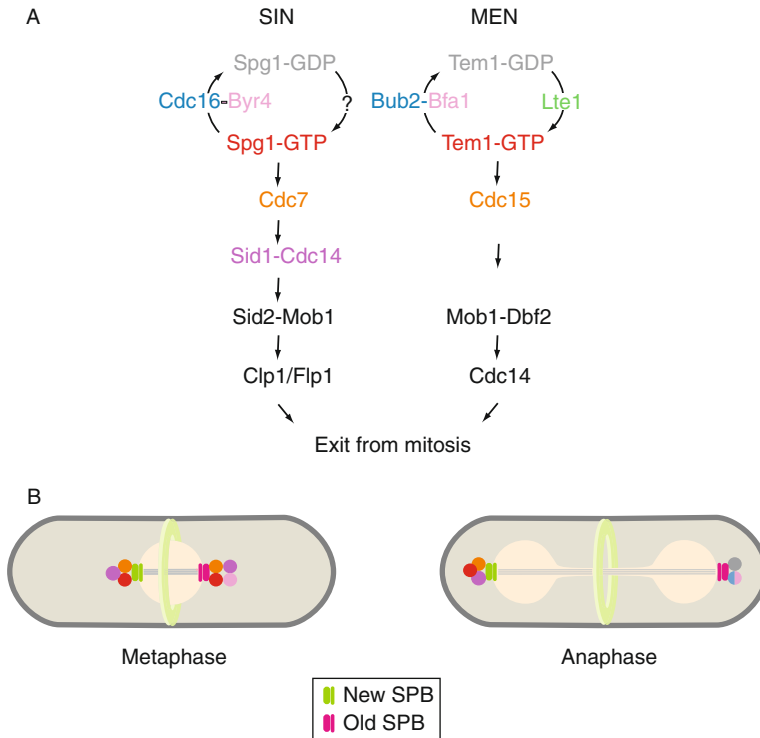 A
SIN MEN
Spg1-GDP Tem1-GDP
Cdc16-Byr4 ? Bub2-Bfa1 Lte1
Spg1-GTP Tem1-GTP
Cdc7 Cdc15
Sid1-Cdc14
Sid2-Mob1 Mob1-Dbf2
Clp1/Flp1 Cdc14
Exit from mitosis
B
Metaphase Anaphase
New SPB
Old SPB